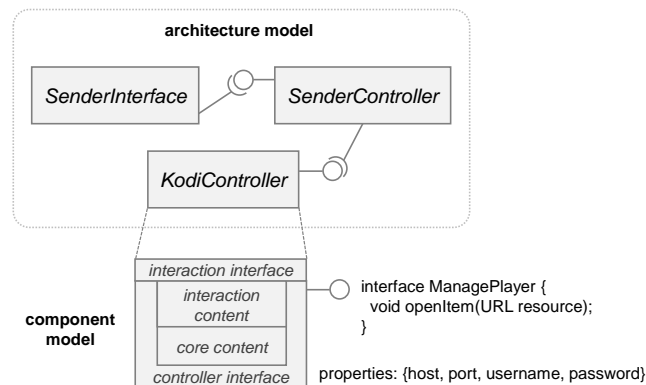 architecture model
SenderInterface
SenderController
KodiController
interaction interface
interaction
content
core content
controller interface
component
model
interface ManagePlayer {
void openItem(URL resource);
}
properties: {host, port, username, password}